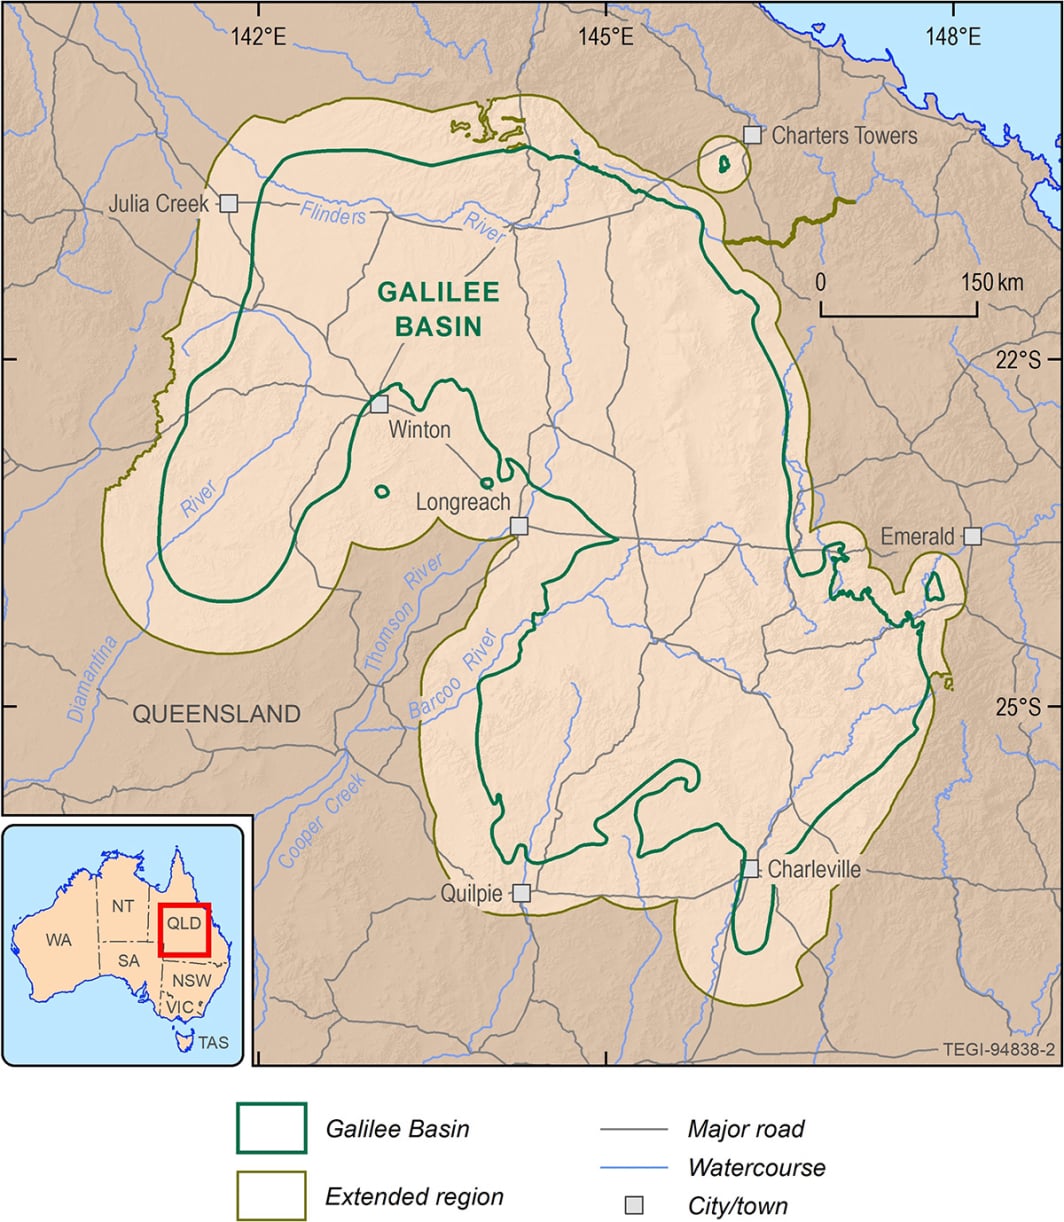 142°E
145°E
148°E
Charters Towers
Julia Creek
Flinders
River
0
150 km
GALILEE
BASIN
22°S
Winton
River
Longreach
Emerald
River
Thomson
Barcoo River
Diamantina
QUEENSLAND
25°S
Cooper Creek
Charleville
Quilpie
NT
QLD
WA
SA
NSW
VIC
TAS
TEGI-94838-2
Galilee Basin
Major road
Watercourse
Extended region
City/town